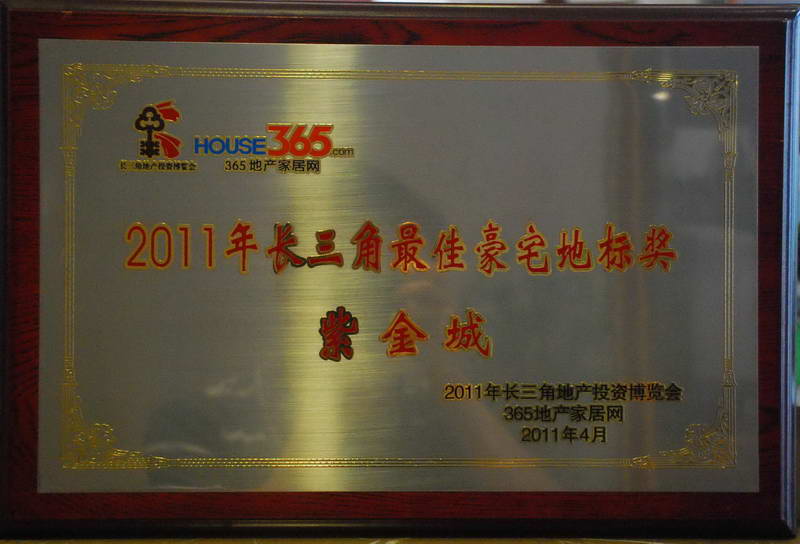 长三角地产投资博览会
HOUSE365.com
365地产家居网
2011年长三角最佳豪宅地标奖
紫金城
2011年长三角地产投资博览会
365地产家居网
2011年4月